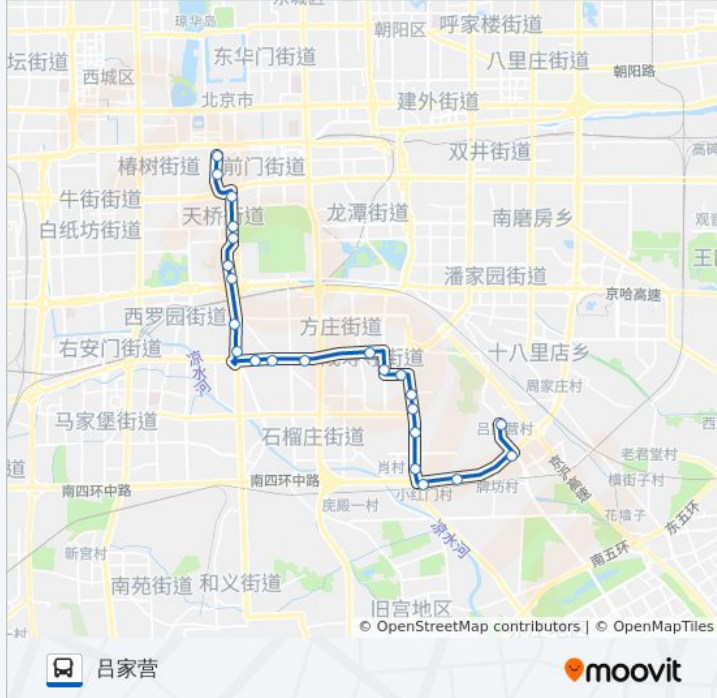 琼华岛
朝阳区
呼家楼街道
坛街道
西城区
东华门街道
八里庄街道
朝阳路
北京市
建外街道
椿树街道
前门街道
双井街道
牛街街道
白纸坊街道
天桥街道
龙潭街道
南磨房乡
潘家园街道
京哈高速
西罗园街道
方庄街道
右安门街道
凉水河
街道
十八里店乡
周家庄村
马家堡街道
石榴庄街道
吕家营村
道
肖村
南四环中路
南四环中路
小红门村
牌坊村
老君堂村
横街子村
京沪高速
庑殿一村
花墙子
东五环
凉水河
新宫村
南苑街道
和义街道
南五环
旧宫地区
© OpenStreetMap contributors | © OpenMapTiles
吕家营
moovit